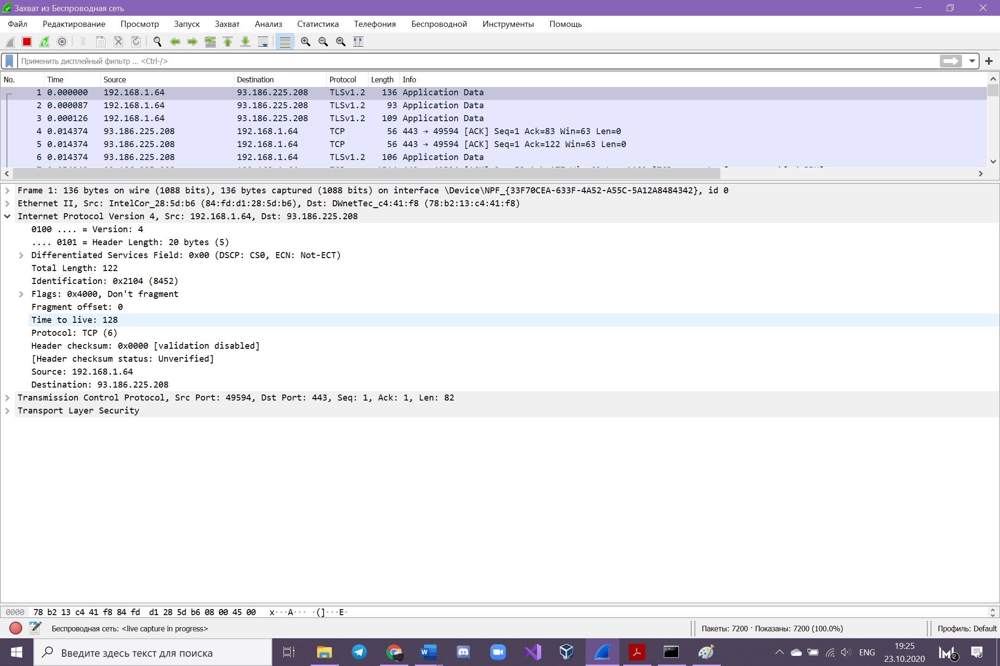 Захват из Беспроводная сеть
Файл Редактирование Просмотр Запуск Захват Анализ Статистика Телефония Беспроводной Инструменты Помощь
Применить дисплейный фильтр ... <Ctrl-/>
No. Time Source Destination Protocol Length Info
1 0.000000 192.168.1.64 93.186.225.208 TLSv1.2 136 Application Data
2 0.000087 192.168.1.64 93.186.225.208 TLSv1.2 93 Application Data
3 0.000126 192.168.1.64 93.186.225.208 TLSv1.2 109 Application Data
4 0.014374 93.186.225.208 192.168.1.64 TCP 56 443 → 49594 [ACK] Seq=1 Ack=83 Win=63 Len=0
5 0.014374 93.186.225.208 192.168.1.64 TCP 56 443 → 49594 [ACK] Seq=1 Ack=122 Win=63 Len=0
6 0.014374 93.186.225.208 192.168.1.64 TLSv1.2 106 Application Data
Frame 1: 136 bytes on wire (1088 bits), 136 bytes captured (1088 bits) on interface \Device\NPF_{33F70CEA-633F-4A52-A55C-5A12A8484342}, id 0
Ethernet II, Src: IntelCor_28:5d:b6 (84:fd:d1:28:5d:b6), Dst: DWnetTec_c4:41:f8 (78:b2:13:c4:41:f8)
Internet Protocol Version 4, Src: 192.168.1.64, Dst: 93.186.225.208
0100 .... = Version: 4
.... 0101 = Header Length: 20 bytes (5)
Differentiated Services Field: 0x00 (DSCP: CS0, ECN: Not-ECT)
Total Length: 122
Identification: 0x2104 (8452)
Flags: 0x4000, Don't fragment
Fragment offset: 0
Time to live: 128
Protocol: TCP (6)
Header checksum: 0x0000 [validation disabled]
[Header checksum status: Unverified]
Source: 192.168.1.64
Destination: 93.186.225.208
Transmission Control Protocol, Src Port: 49594, Dst Port: 443, Seq: 1, Ack: 1, Len: 82
Transport Layer Security
0000 78 b2 13 c4 41 f8 84 fd d1 28 5d b6 08 00 45 00 x···A··· ·(]···E·
Беспроводная сеть: <live capture in progress>
Пакеты: 7200 · Показаны: 7200 (100.0%)
Профиль: Default
Введите здесь текст для поиска
ENG
19:25
23.10.2020
2